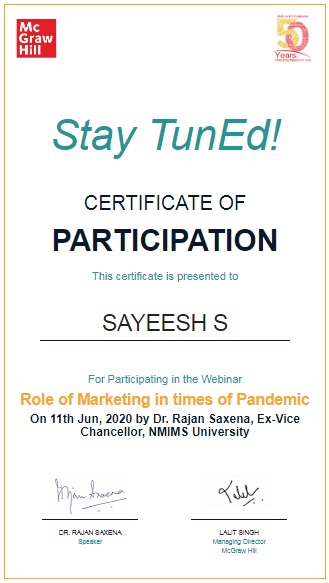 Mc
Graw
Hill
50
Years
Stay TunEd!
CERTIFICATE OF
PARTICIPATION
This certificate is presented to
SAYEESH S
For Participating in the Webinar
Role of Marketing in times of Pandemic
On 11th Jun, 2020 by Dr. Rajan Saxena, Ex-Vice
Chancellor, NMIMS University
DR. RAJAN SAXENA
Speaker
LALIT SINGH
Managing Director
McGraw Hill